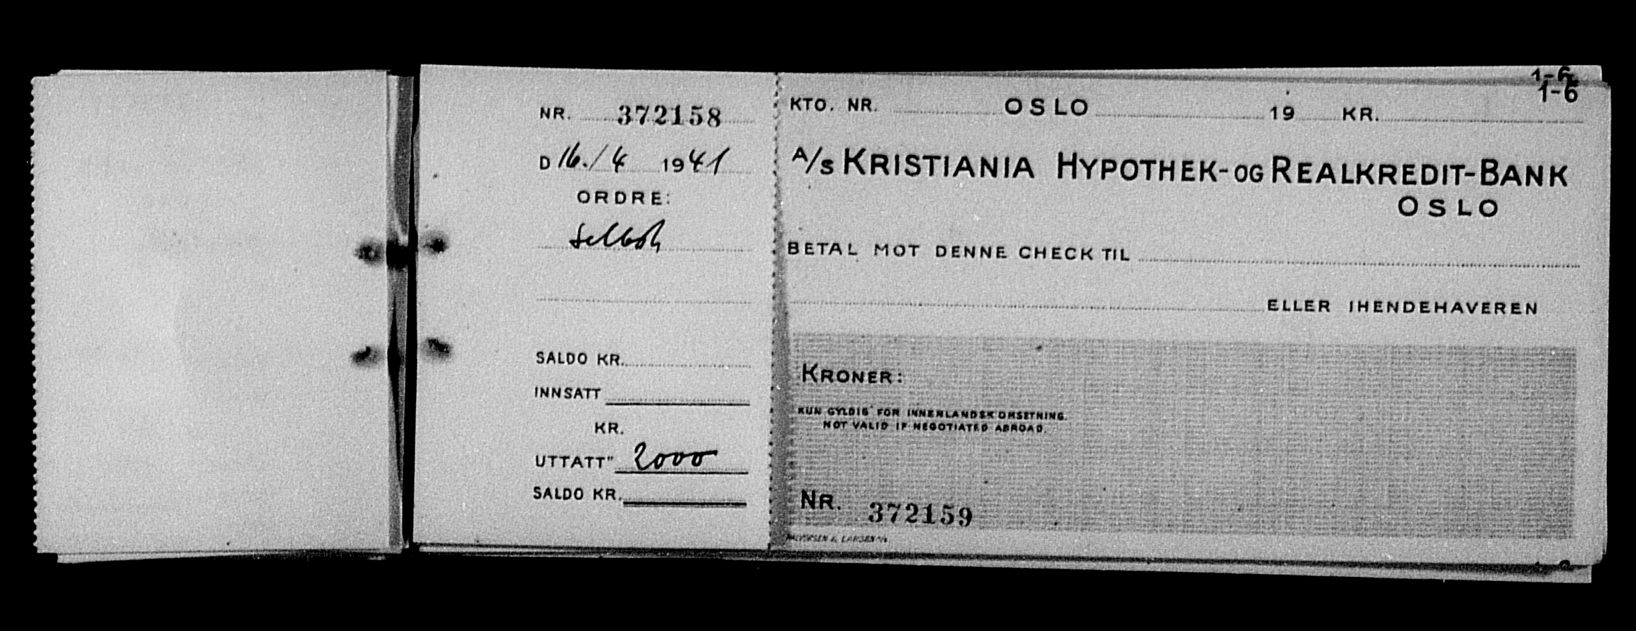 NR. 372158
D 16./4 1941
ORDRE:
Selbst
SALDO KR.
INNSATT
KR.
UTTATT" 2000
SALDO KR.
1-6
1-6
KTO. NR. OSLO 19 KR.
A/S KRISTIANIA HYPOTHEK- OG REALKREDIT-BANK
OSLO
BETAL MOT DENNE CHECK TIL
ELLER IHENDEHAVEREN
KRONER:
KUN GYLDIG FOR INNENLANDSK OMSETNING.
NOT VALID IF NEGOTIATED ABROAD.
NR. 372159